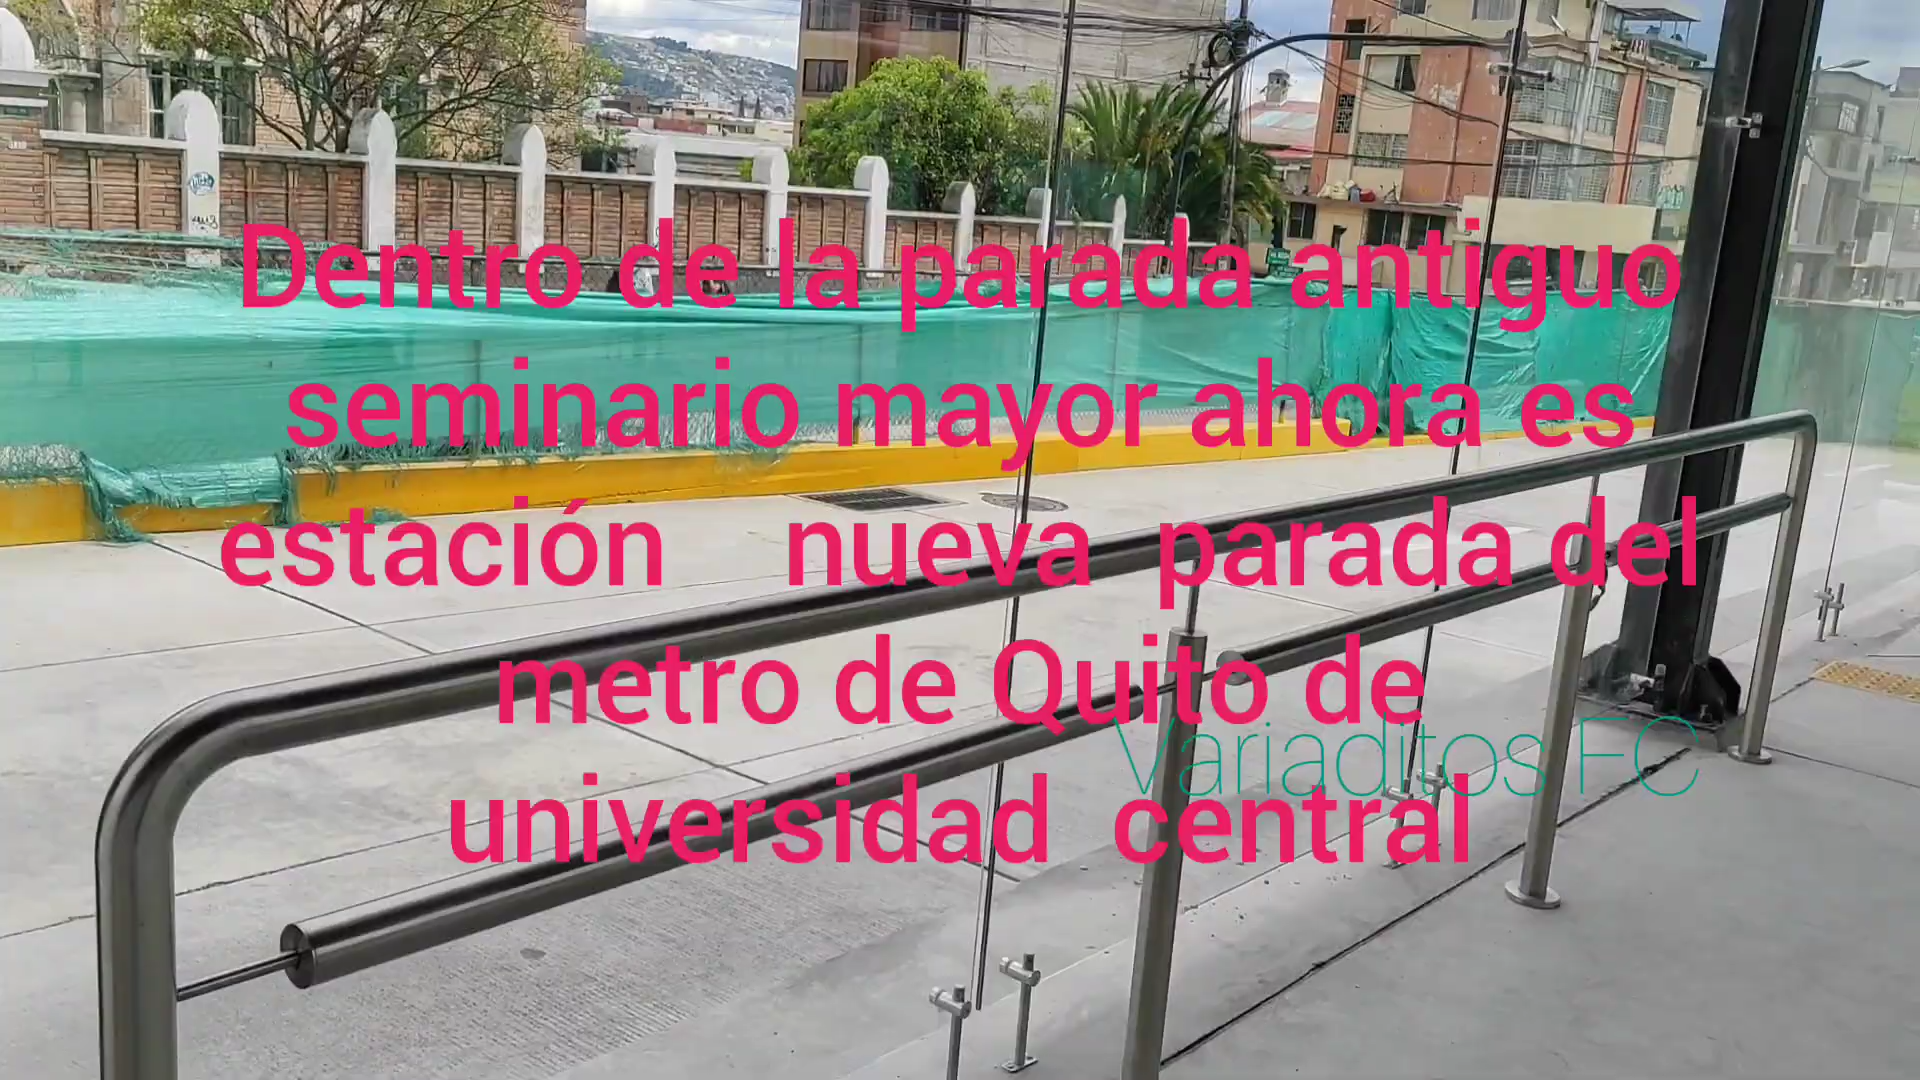 Dentro de la parada antiguo
seminario mayor ahora es
estación nueva parada del
metro de Quito de
universidad central
Variaditos FC